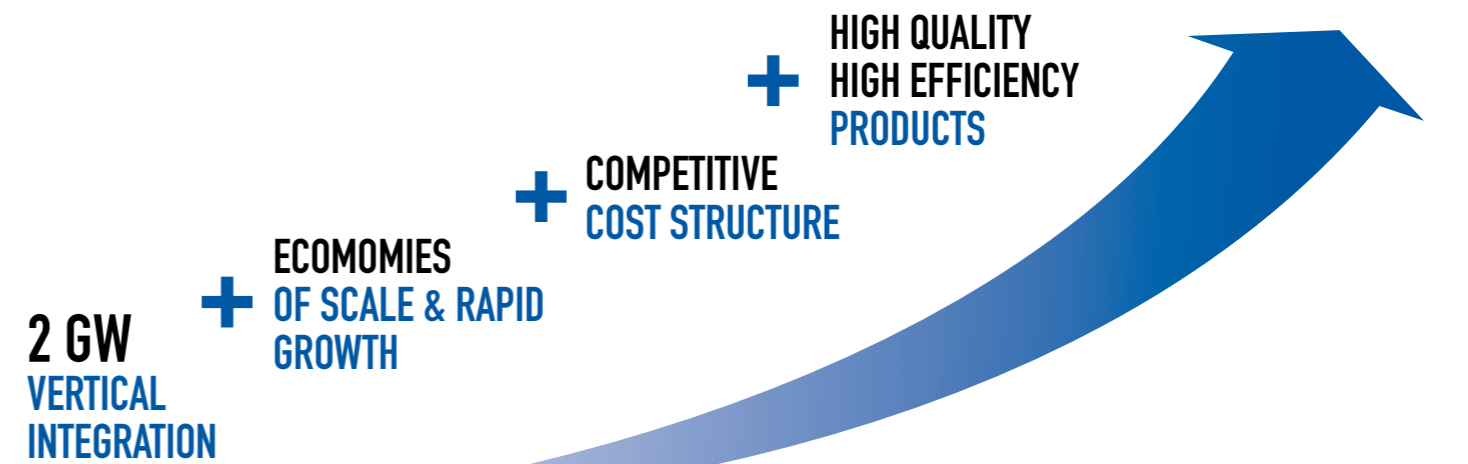 2 GW
VERTICAL
INTEGRATION
+
ECOMOMIES
OF SCALE & RAPID
GROWTH
+
COMPETITIVE
COST STRUCTURE
+
HIGH QUALITY
HIGH EFFICIENCY
PRODUCTS